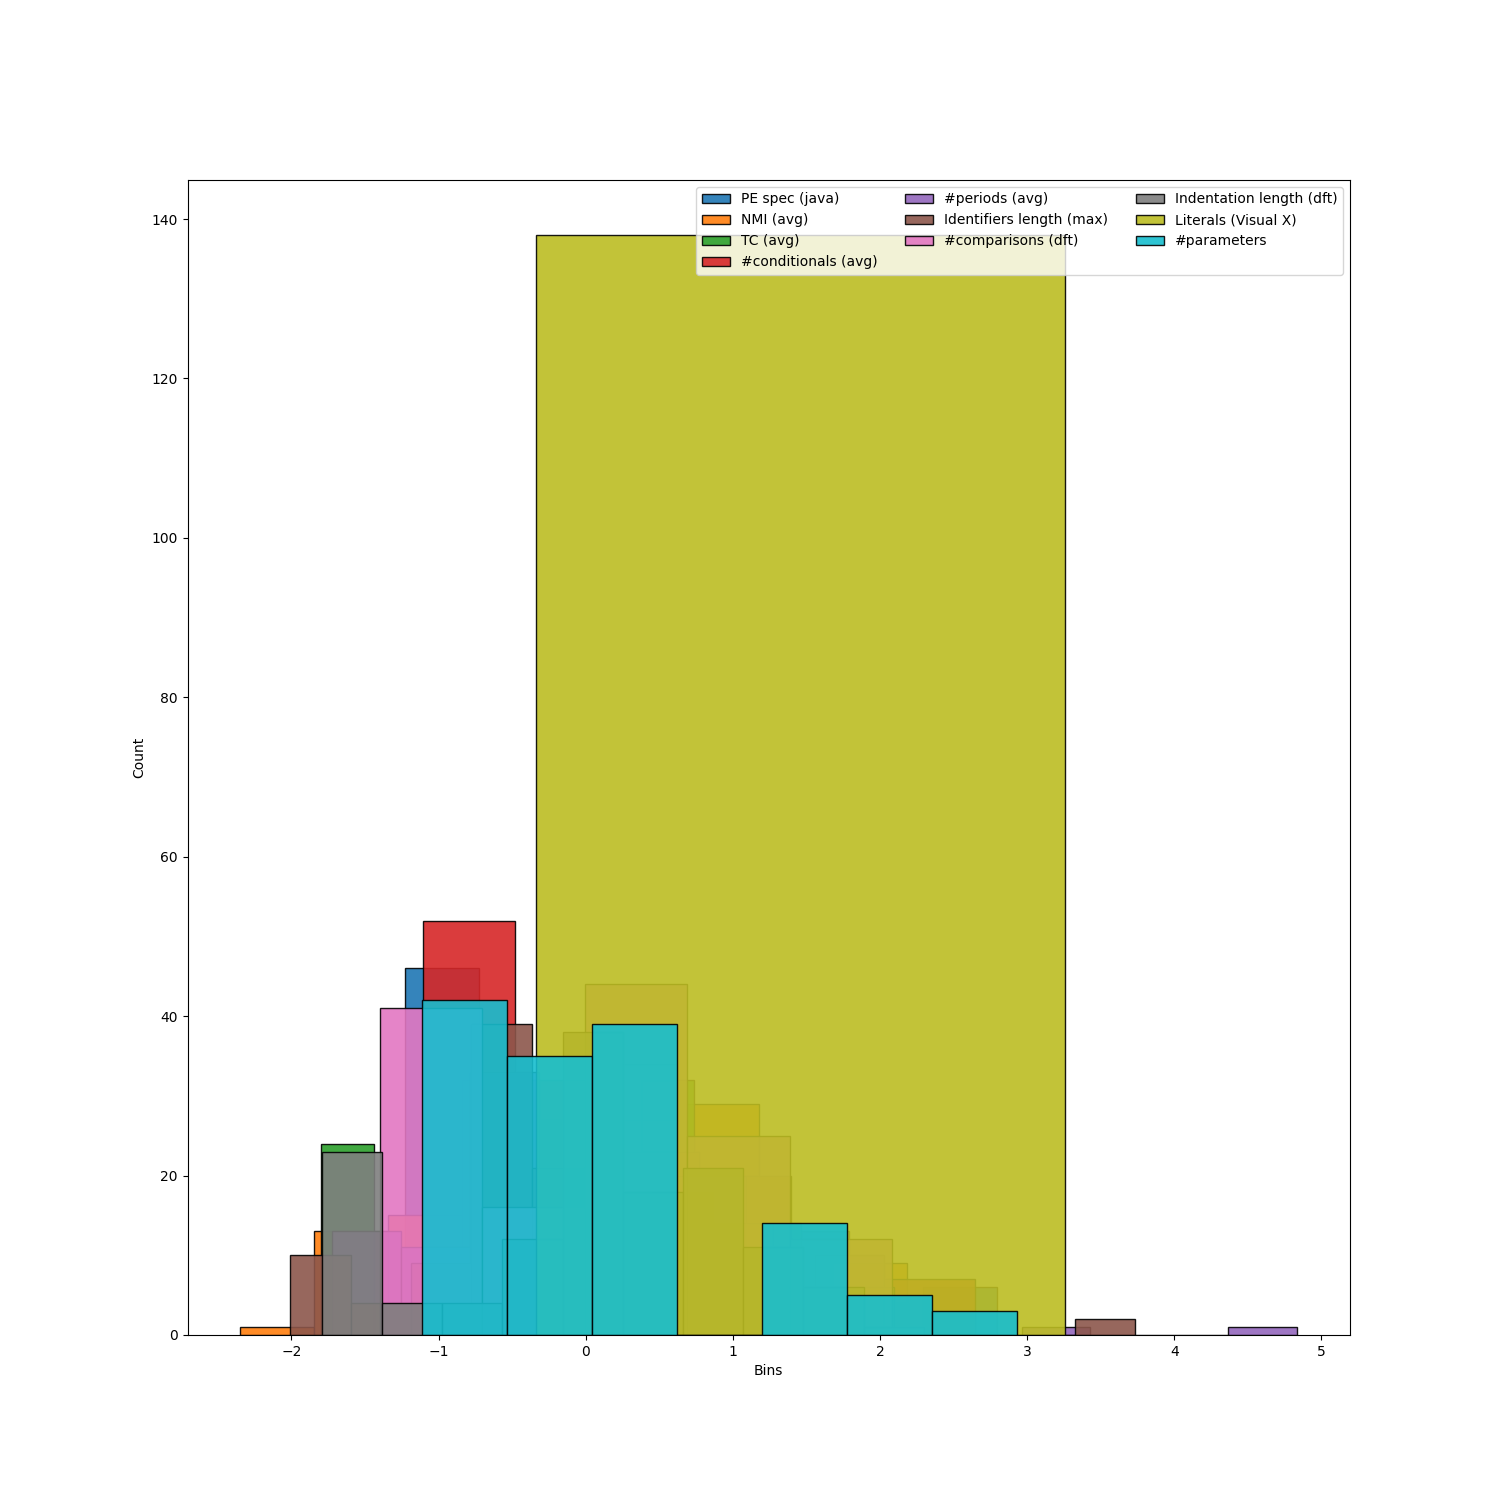 140
120
100
80
60
40
20
0
Count
PE spec (java)
NMI (avg)
TC (avg)
#conditionals (avg)
#periods (avg)
Identifiers length (max)
#comparisons (dft)
Indentation length (dft)
Literals (Visual X)
#parameters
−2 −1 0 1 2 3 4 5
Bins